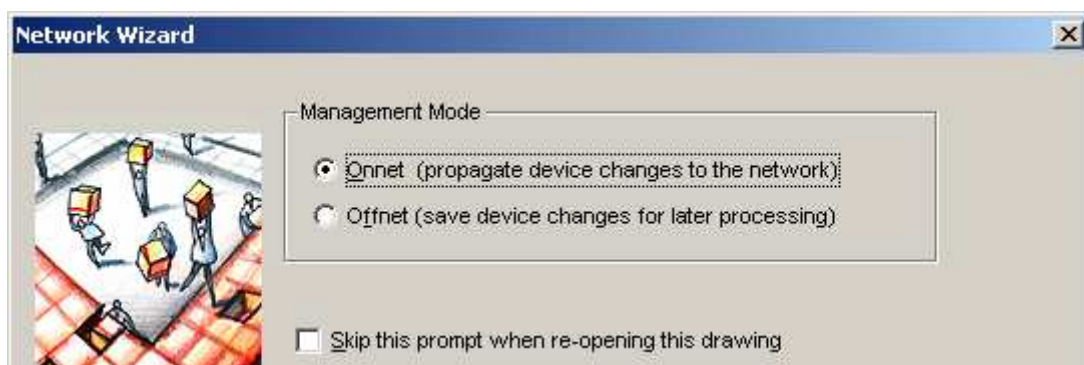 Network Wizard
Management Mode
Onnet (propagate device changes to the network)
Offnet (save device changes for later processing)
Skip this prompt when re-opening this drawing